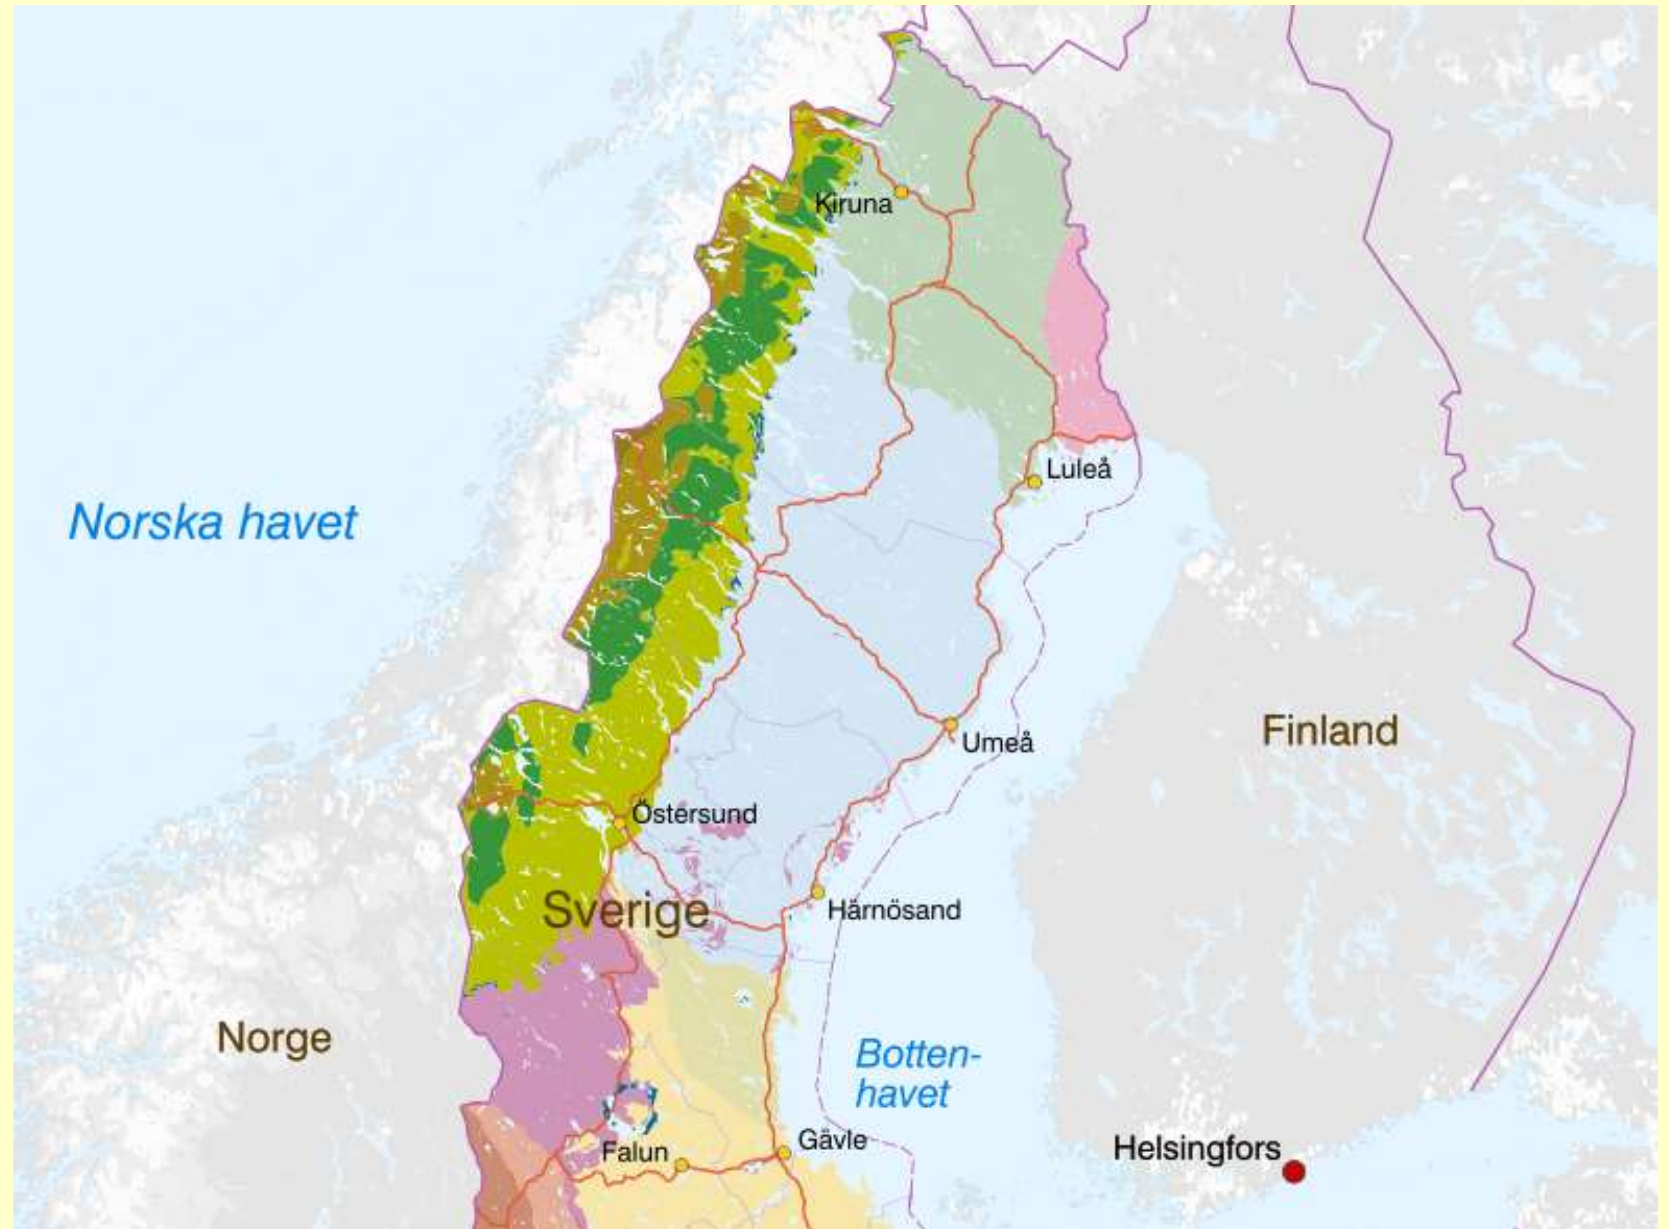 Kiruna
Luleå
Norska havet
Finland
Umeå
Östersund
Sverige
Härnösand
Norge
Botten-
havet
Gävle
Helsingfors
Falun